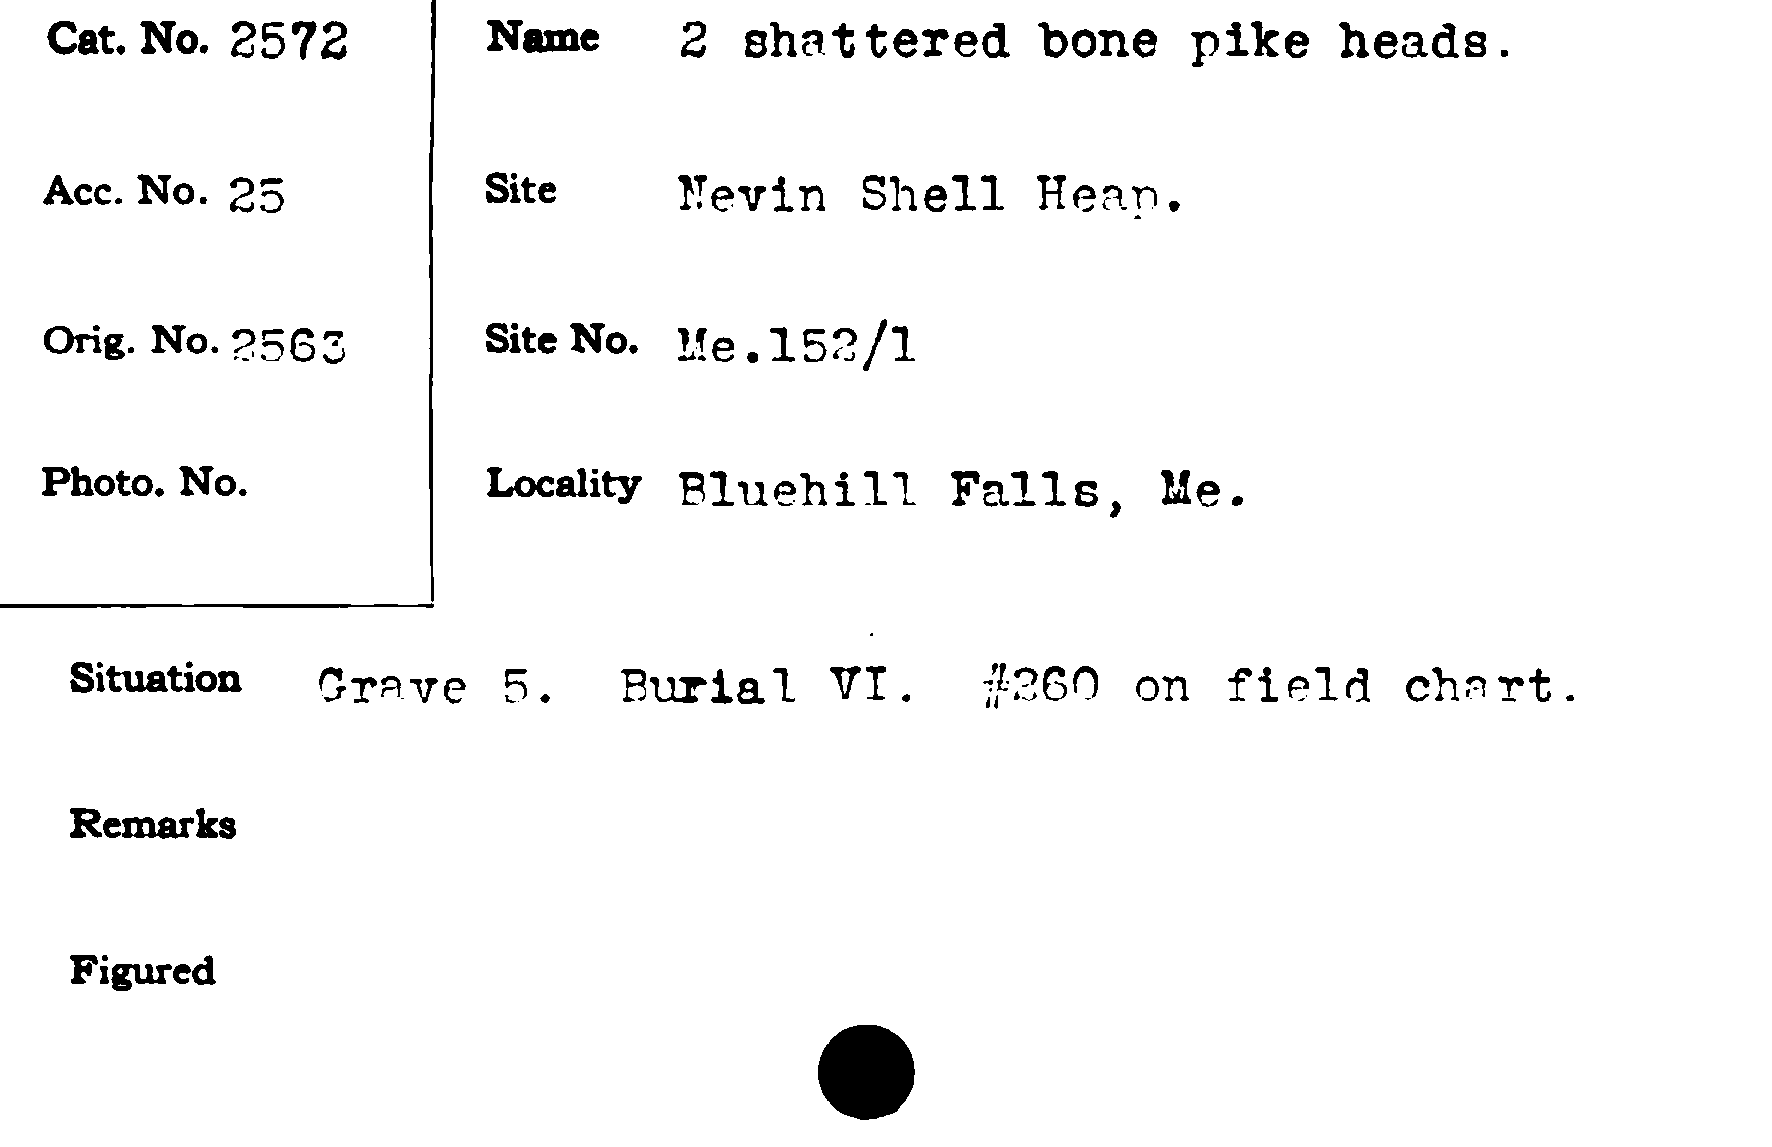 Cat. No. 2572
Name 2 shattered bone pike heads.
Acc. No. 25
Site Nevin Shell Heap.
Orig. No. 2563
Site No. Me.152/1
Photo. No.
Locality Bluehill Falls, Me.
Situation Grave 5. Burial VI. #260 on field chart.
Remarks
Figured